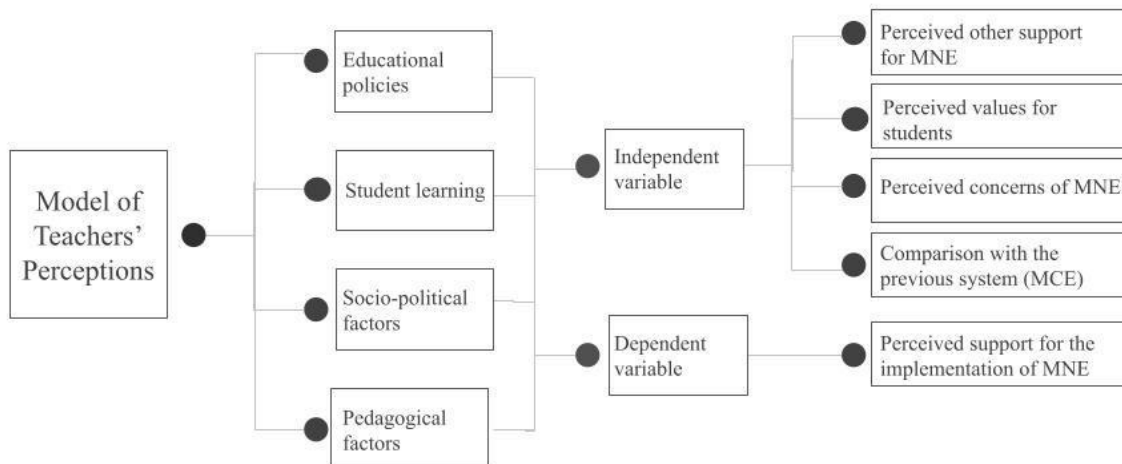 Model of
Teachers’
Perceptions
Educational
policies
Student learning
Socio-political
factors
Pedagogical
factors
Independent
variable
Dependent
variable
Perceived other support
for MNE
Perceived values for
students
Perceived concerns of MNE
Comparison with the
previous system (MCE)
Perceived support for the
implementation of MNE